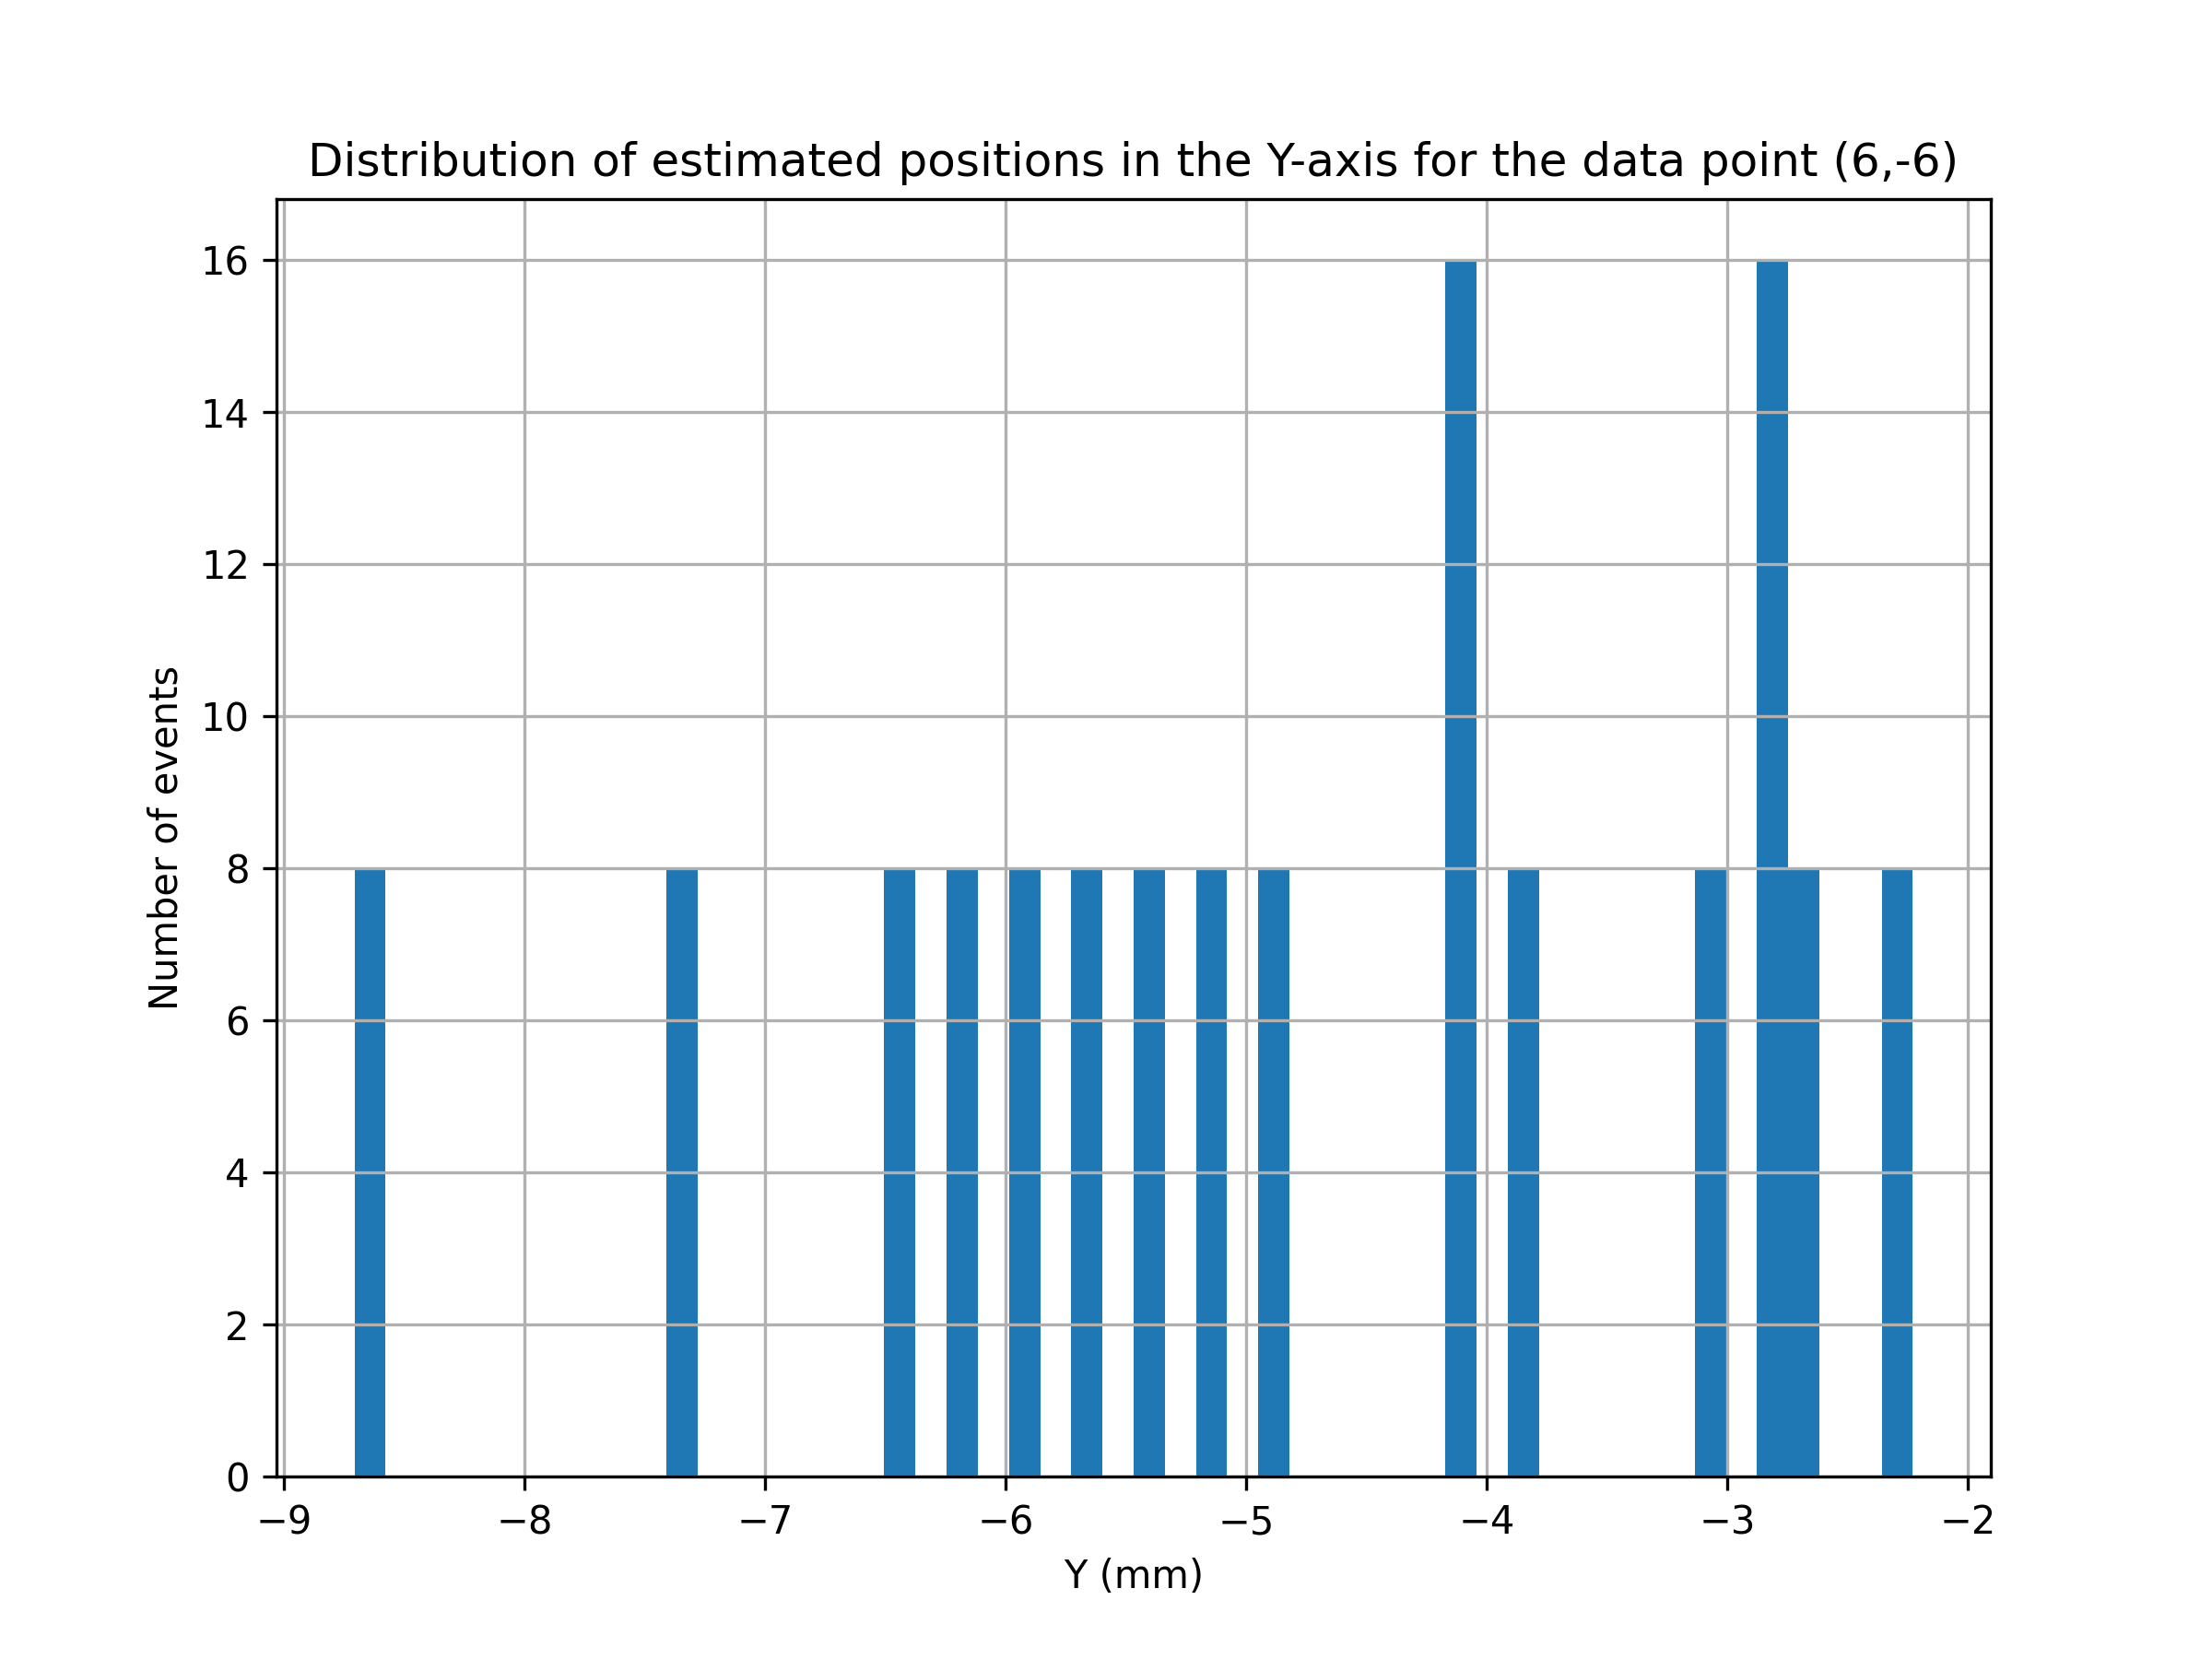 Distribution of estimated positions in the Y-axis for the data point (6,-6)
16
14
12
10
8
6
4
2
0
Number of events
−9 −8 −7 −6 −5 −4 −3 −2
Y (mm)